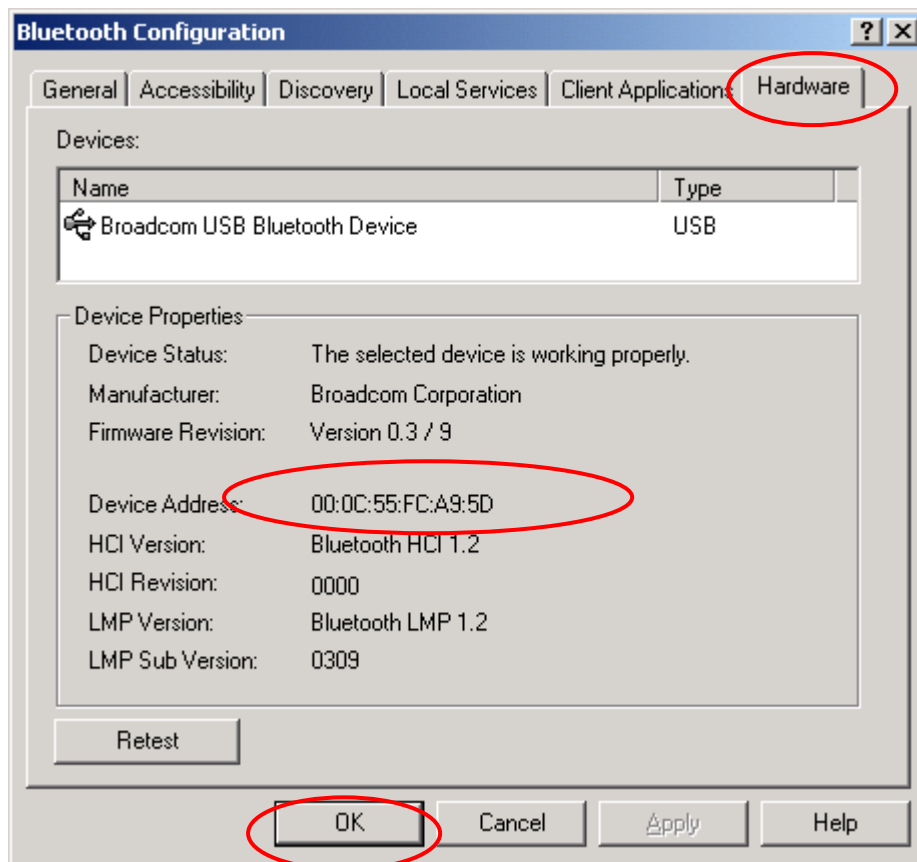 Bluetooth Configuration
General Accessibility Discovery Local Services Client Applications Hardware
Devices:
Name Type
Broadcom USB Bluetooth Device USB
Device Properties
Device Status: The selected device is working properly.
Manufacturer: Broadcom Corporation
Firmware Revision: Version 0.3 / 9
Device Address: 00:0C:55:FC:A9:5D
HCI Version: Bluetooth HCI 1.2
HCI Revision: 0000
LMP Version: Bluetooth LMP 1.2
LMP Sub Version: 0309
Retest
OK Cancel Apply Help